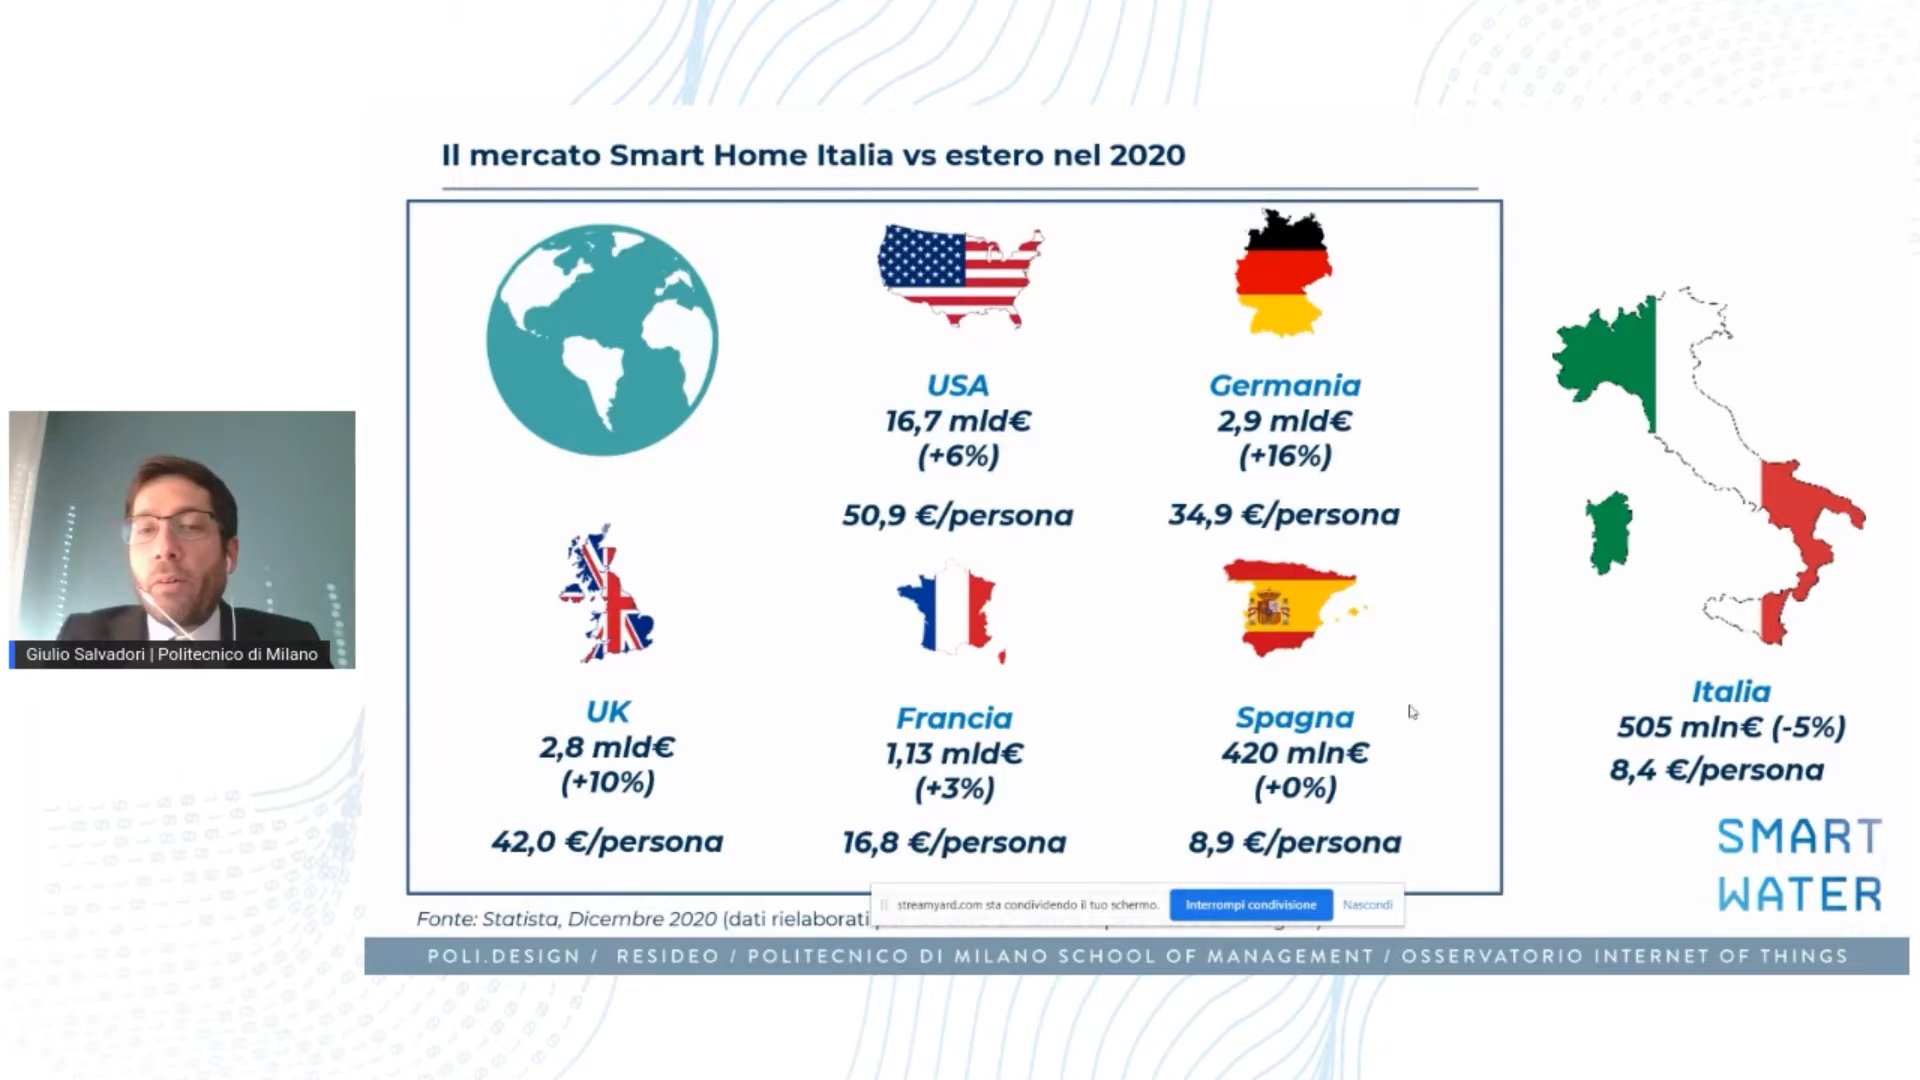 Il mercato Smart Home Italia vs estero nel 2020
USA
16,7 mld€
(+6%)
50,9 €/persona
Germania
2,9 mld€
(+16%)
34,9 €/persona
UK
2,8 mld€
(+10%)
42,0 €/persona
Francia
1,13 mld€
(+3%)
16,8 €/persona
Spagna
420 mln€
(+0%)
8,9 €/persona
Italia
505 mln€ (-5%)
8,4 €/persona
Giulio Salvadori | Politecnico di Milano
SMART
WATER
streamyard.com sta condividendo il tuo schermo. Interrompi condivisione Nascondi
Fonte: Statista, Dicembre 2020 (dati rielaborati
POLI.DESIGN / RESIDEO / POLITECNICO DI MILANO SCHOOL OF MANAGEMENT / OSSERVATORIO INTERNET OF THINGS